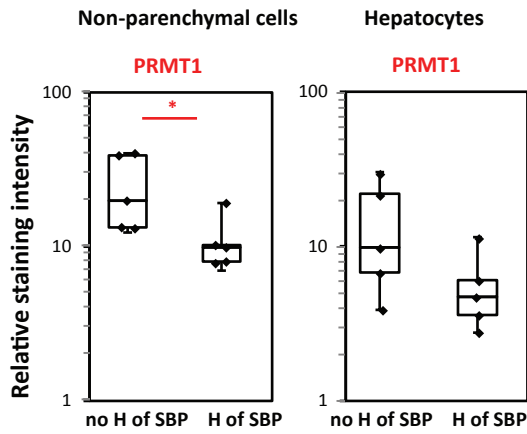 Non-parenchymal cells
Hepatocytes
PRMT1
PRMT1
Relative staining intensity
100
10
1
*
no H of SBP
H of SBP
100
10
1
no H of SBP
H of SBP